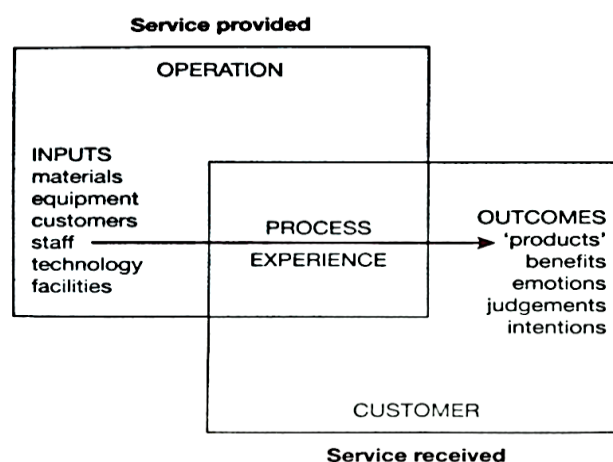 Service provided
OPERATION
INPUTS
materials
equipment
customers
staff
technology
facilities
PROCESS
EXPERIENCE
OUTCOMES
‘products’
benefits
emotions
judgements
intentions
CUSTOMER
Service received